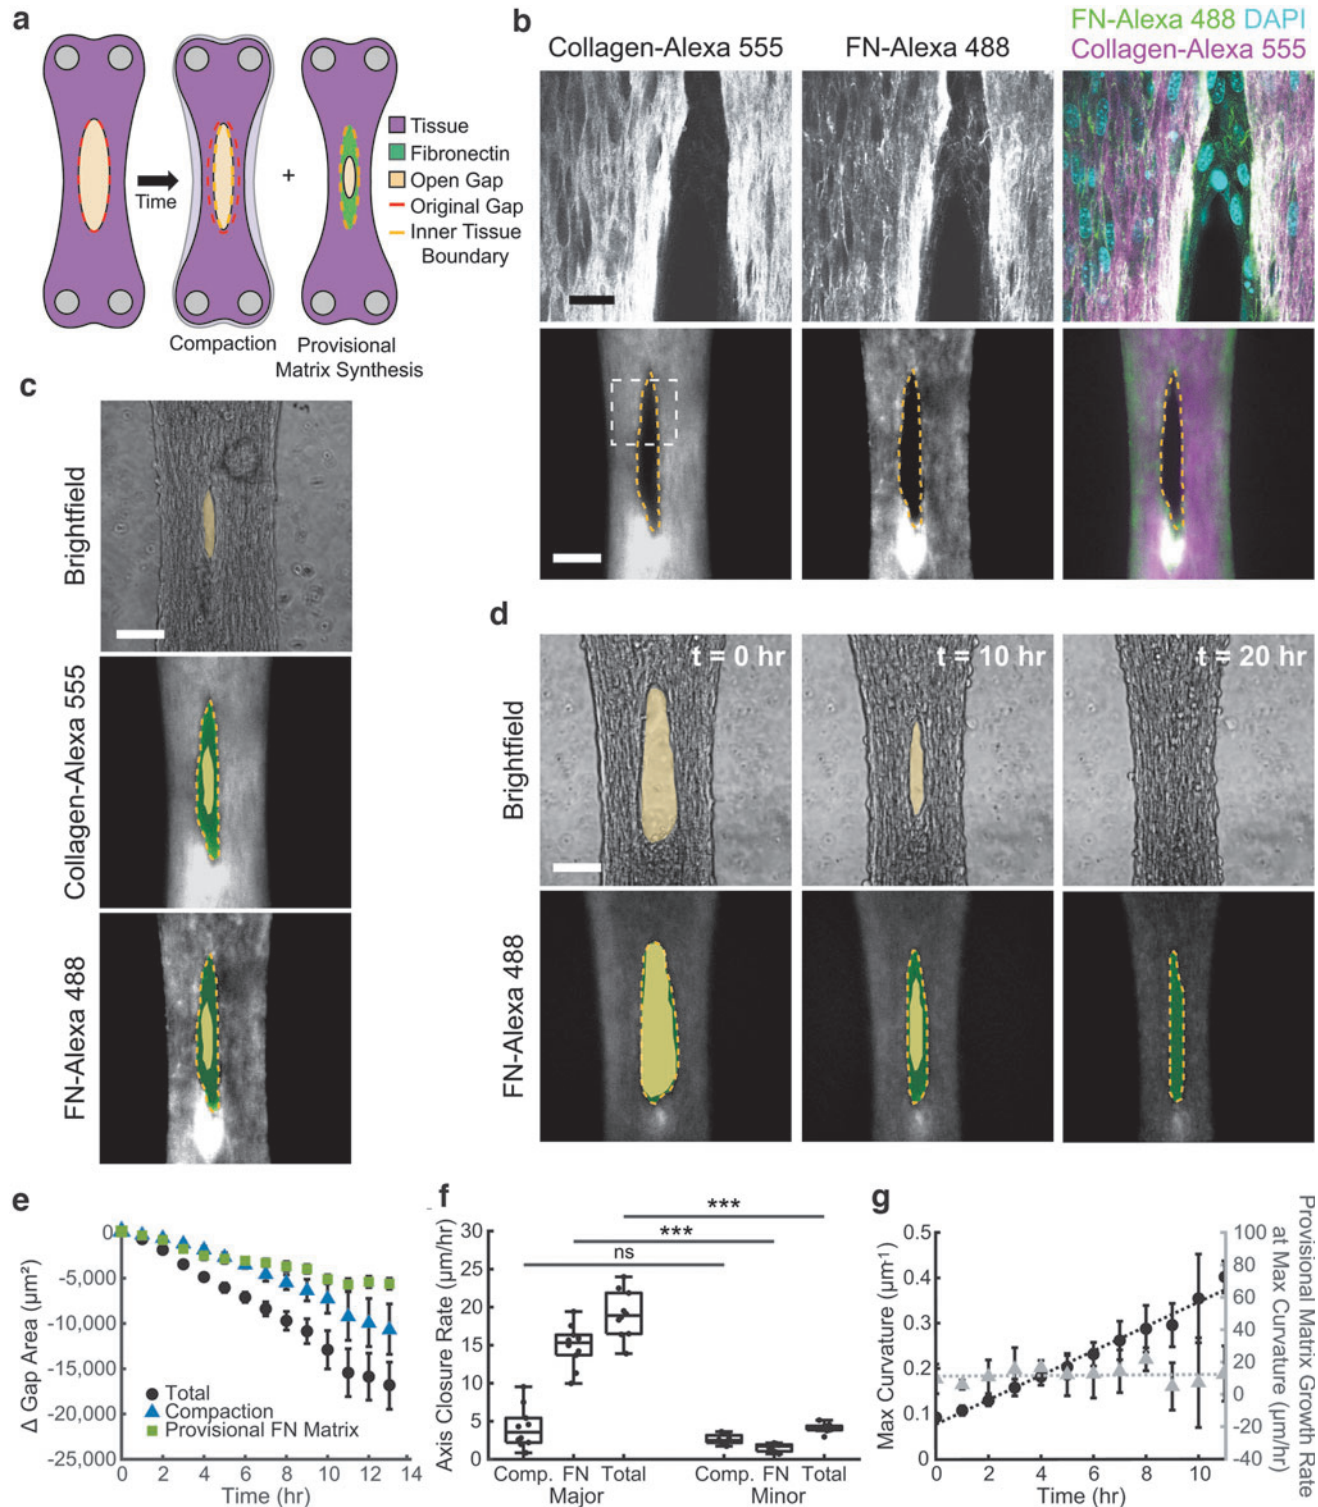 a
Time
+
Compaction
Provisional
Matrix Synthesis
Tissue
Fibronectin
Open Gap
Original Gap
Inner Tissue
Boundary
b
Collagen-Alexa 555
FN-Alexa 488
FN-Alexa 488 DAPI
Collagen-Alexa 555
c
Brightfield
Collagen-Alexa 555
FN-Alexa 488
d
Brightfield
t = 0 hr
t = 10 hr
t = 20 hr
FN-Alexa 488
e
Δ Gap Area (μm²)
0
-5,000
-10,000
-15,000
-20,000
-25,000
Total
Compaction
Provisional FN Matrix
0 2 4 6 8 10 12 14
Time (hr)
f
Axis Closure Rate (μm/hr)
30
25
20
15
10
5
0
***
***
ns
Comp. FN Total Comp. FN Total
Major Minor
g
Max Curvature (μm⁻¹)
0.5
0.4
0.3
0.2
0.1
0
0 2 4 6 8 10
Time (hr)
100
80
60
40
20
0
-20
-40
Provisional Matrix Growth Rate
at Max Curvature (μm/hr)